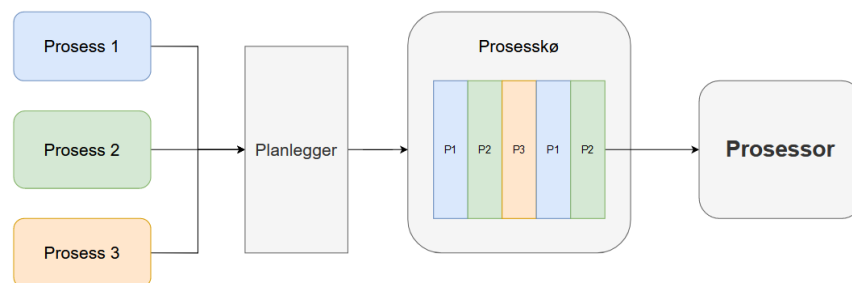 Prosess 1
Prosess 2
Prosess 3
Planlegger
Prosesskø
P1
P2
P3
P1
P2
Prosessor